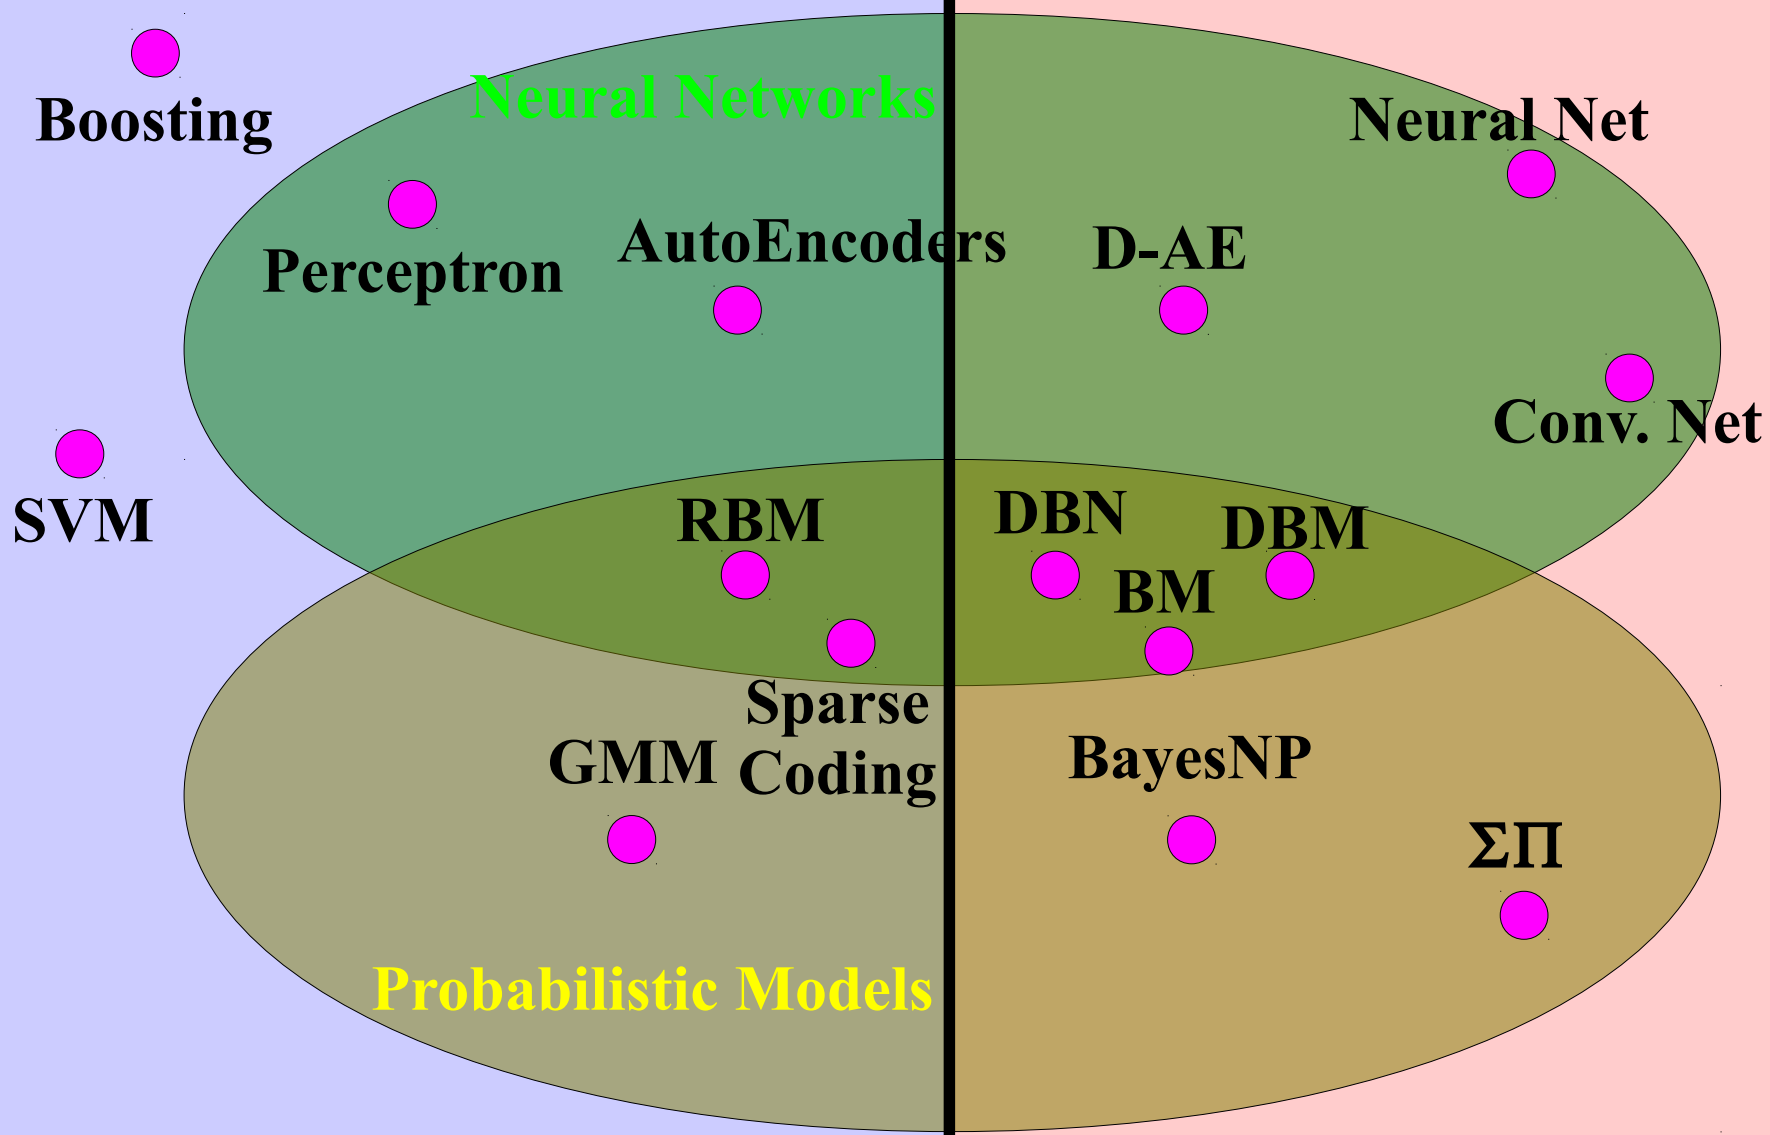 Neural Networks
Boosting
Neural Net
AutoEncoders
D-AE
Perceptron
Conv. Net
RBM
DBN
DBM
SVM
BM
Sparse
Coding
GMM
BayesNP
ΣΠ
Probabilistic Models